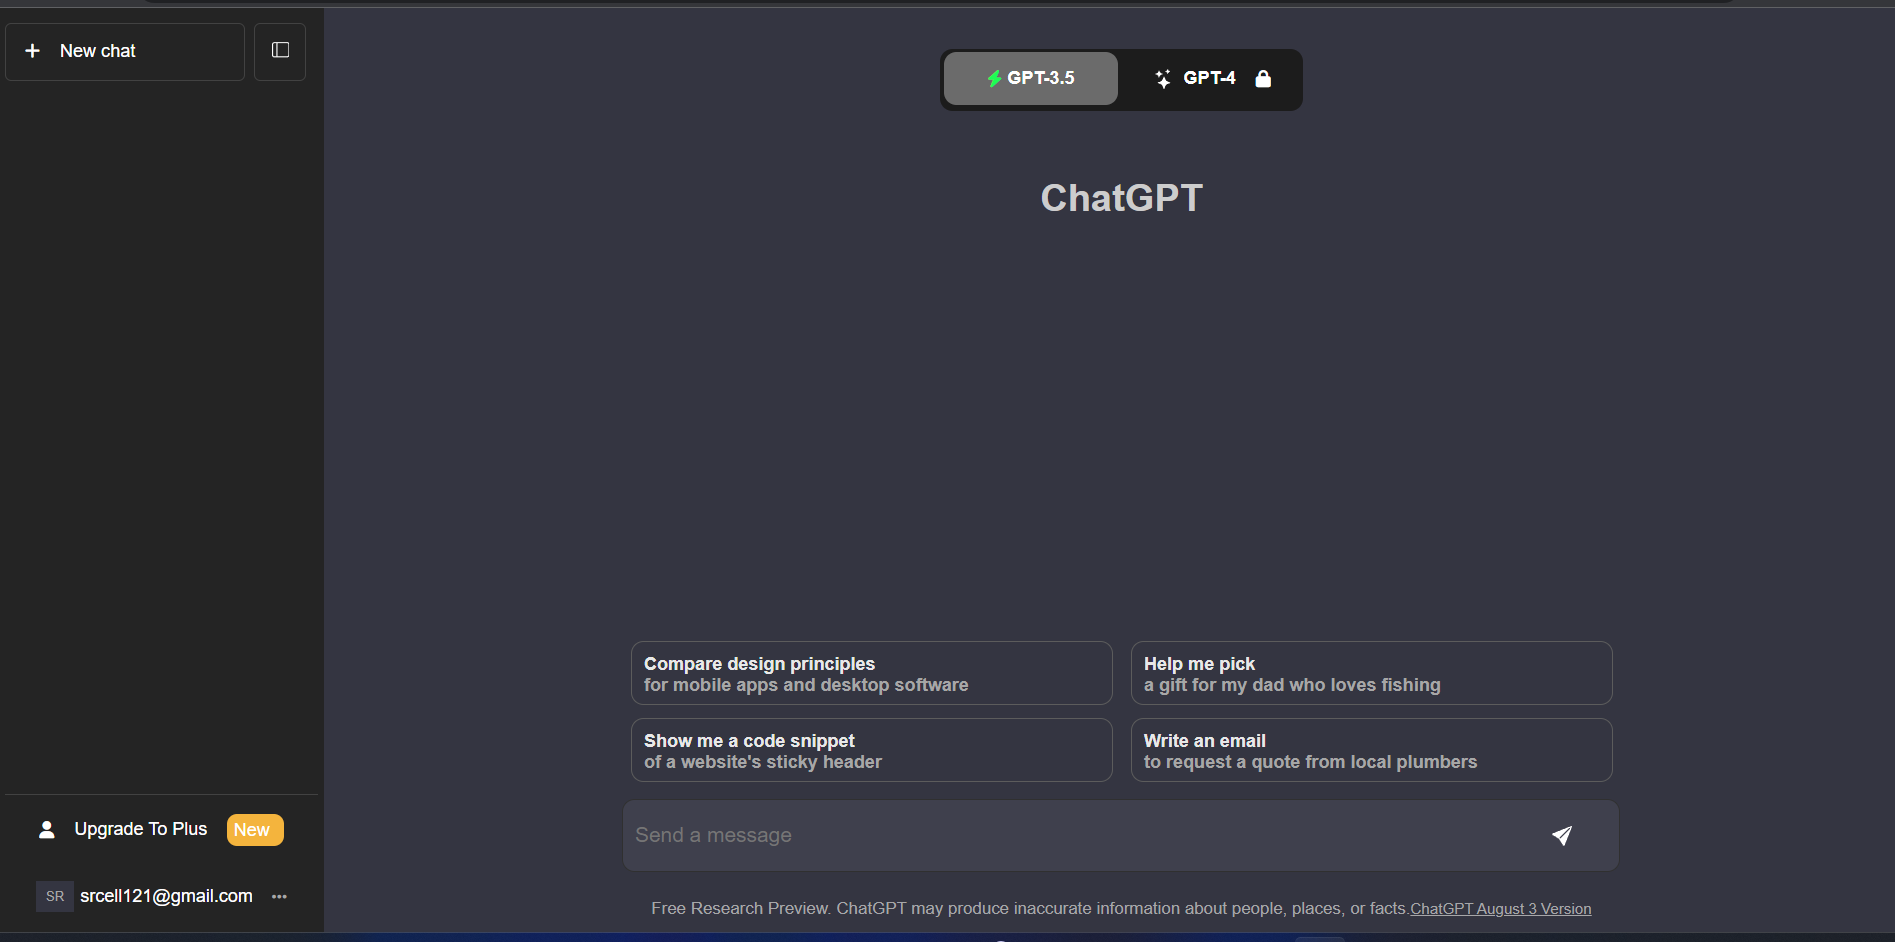 New chat
GPT-3.5
GPT-4
ChatGPT
Compare design principles
for mobile apps and desktop software
Help me pick
a gift for my dad who loves fishing
Show me a code snippet
of a website's sticky header
Write an email
to request a quote from local plumbers
Send a message
Free Research Preview. ChatGPT may produce inaccurate information about people, places, or facts.ChatGPT August 3 Version
Upgrade To Plus New
SR srcell121@gmail.com